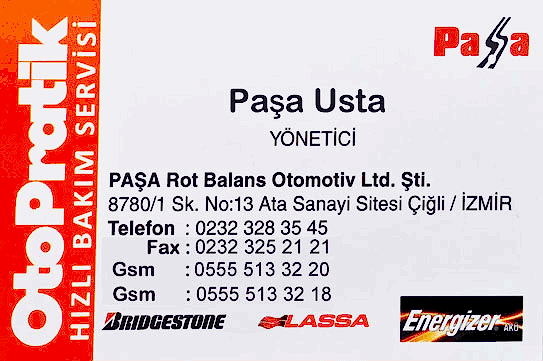 OtoPratik
HIZLI BAKIM SERVİSİ
Paşa
Paşa Usta
YÖNETİCİ
PAŞA Rot Balans Otomotiv Ltd. Şti.
8780/1 Sk. No:13 Ata Sanayi Sitesi Çiğli / İZMİR
Telefon : 0232 328 35 45
Fax : 0232 325 21 21
Gsm : 0555 513 32 20
Gsm : 0555 513 32 18
BRIDGESTONE LASSA Energizer AKÜ